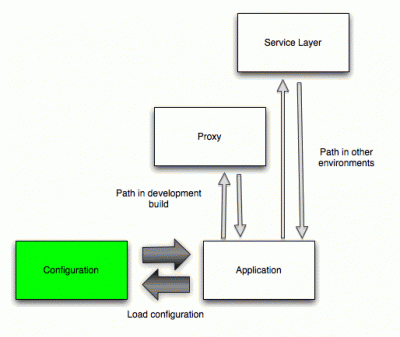 Service Layer
Proxy
Path in other
environments
Path in development
build
Configuration
Application
Load configuration